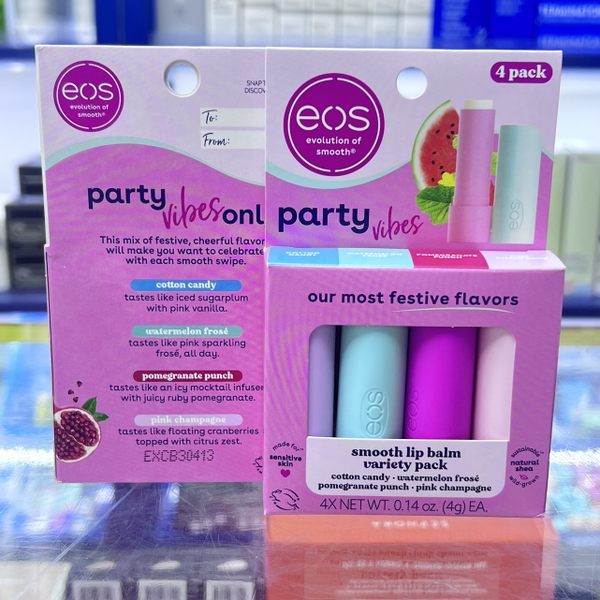 eos
evolution of
smooth®
SNAP
DISCOV
To:
From:
party
vibes onl
This mix of festive, cheerful flavor
will make you want to celebrate
with each smooth swipe.
cotton candy
tastes like iced sugarplum
with pink vanilla.
watermelon frosé
tastes like pink sparkling
frosé, all day.
pomegranate punch
tastes like an icy mocktail infuse
with juicy ruby pomegranate.
pink champagne
tastes like floating cranberries
topped with citrus zest.
EXCB30413
4 pack
eos
evolution of
smooth®
eos
party
vibes
our most festive flavors
eos
made for
sensitive
skin
smooth lip balm
variety pack
cotton candy · watermelon frosé
pomegranate punch · pink champagne
sustainable
natural
shea
wild-grown
4X NET WT. 0.14 oz. (4g) EA.